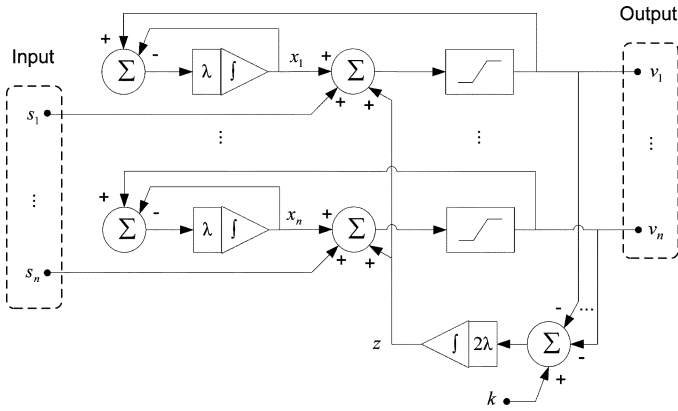 Input
Output
+
-
Σ
λ
∫
x₁
+
+
+
Σ
v₁
s₁
⋮
⋮
⋮
⋮
+
-
Σ
λ
∫
xₙ
+
+
+
Σ
vₙ
sₙ
-
...
-
z
∫
2λ
Σ
+
k